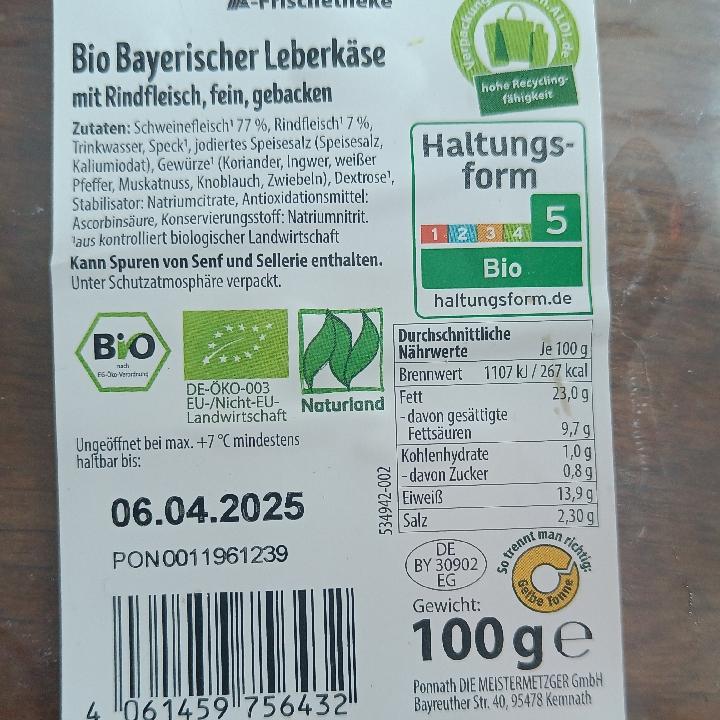 -Frischetheke
Bio Bayerischer Leberkäse
mit Rindfleisch, fein, gebacken
Zutaten: Schweinefleisch¹ 77 %, Rindfleisch¹ 7 %,
Trinkwasser, Speck¹, jodiertes Speisesalz (Speisesalz,
Kaliumiodat), Gewürze¹ (Koriander, Ingwer, weißer
Pfeffer, Muskatnuss, Knoblauch, Zwiebeln), Dextrose¹,
Stabilisator: Natriumcitrate, Antioxidationsmittel:
Ascorbinsäure, Konservierungsstoff: Natriumnitrit.
¹aus kontrolliert biologischer Landwirtschaft
Kann Spuren von Senf und Sellerie enthalten.
Unter Schutzatmosphäre verpackt.
ALDI.de
hohe Recycling-
fähigkeit
Haltungs-
form
1 2 3 4 5
Bio
haltungsform.de
BIO
nach
EG-Öko-Verordnung
DE-ÖKO-003
EU-/Nicht-EU-
Landwirtschaft
Naturland
Durchschnittliche
Nährwerte Je 100 g
Brennwert 1107 kJ / 267 kcal
Fett 23,0 g
-davon gesättigte
Fettsäuren 9,7 g
Kohlenhydrate 1,0 g
-davon Zucker 0,8 g
Eiweiß 13,9 g
Salz 2,30 g
Ungeöffnet bei max. +7 °C mindestens
haltbar bis:
06.04.2025
PON0011961239
534942-002
DE
BY 30902
EG
So trennt man richtig:
Gelbe Tonne
Gewicht:
100 g e
Ponnath DIE MEISTERMETZGER GmbH
Bayreuther Str. 40, 95478 Kemnath
4 061459 756432